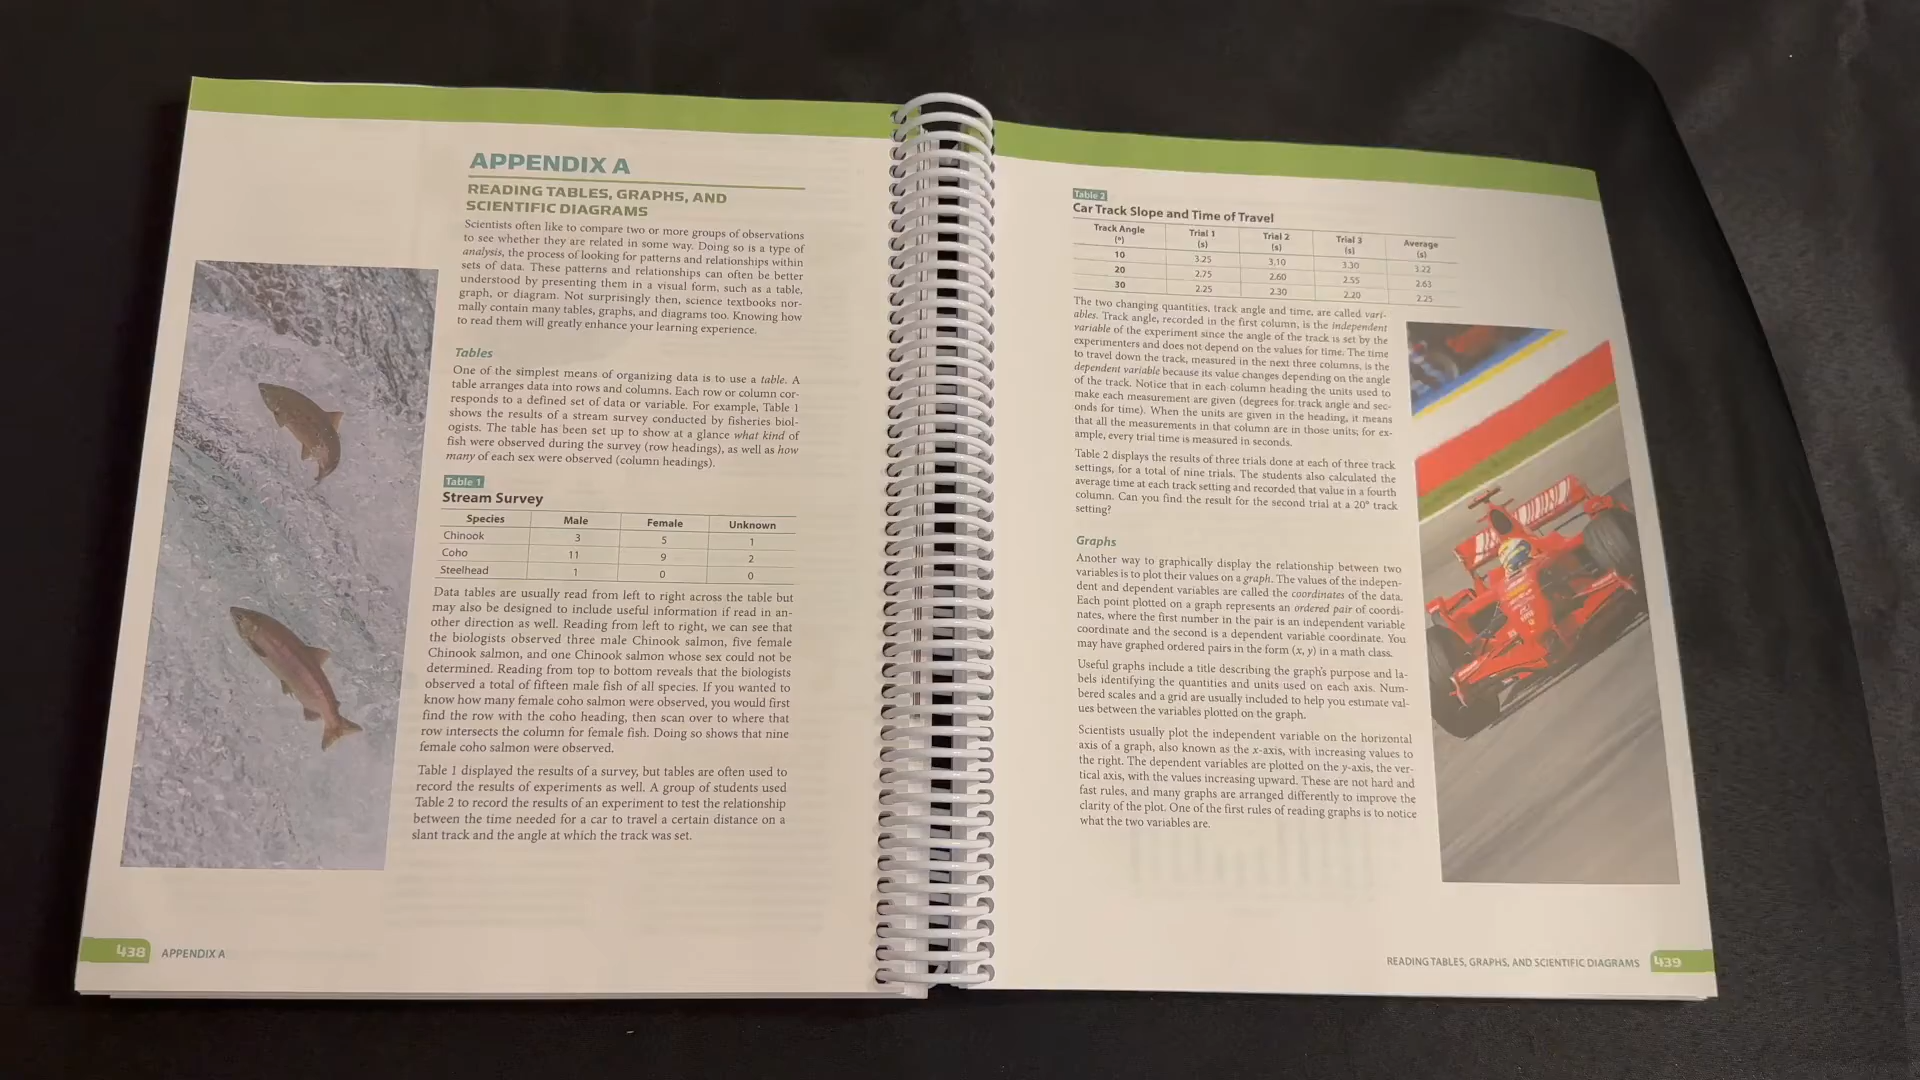 APPENDIX A
READING TABLES, GRAPHS, AND
SCIENTIFIC DIAGRAMS
Scientists often like to compare two or more groups of observations
to see whether they are related in some way. Doing so is a type of
analysis, the process of looking for patterns and relationships within
sets of data. These patterns and relationships can often be better
understood by presenting them in a visual form, such as a table,
graph, or diagram. Not surprisingly then, science textbooks nor-
mally contain many tables, graphs, and diagrams too. Knowing how
to read them will greatly enhance your learning experience.
Tables
One of the simplest means of organizing data is to use a table. A
table arranges data into rows and columns. Each row or column cor-
responds to a defined set of data or variable. For example, Table 1
shows the results of a stream survey conducted by fisheries biol-
ogists. The table has been set up to show at a glance what kind of
fish were observed during the survey (row headings), as well as how
many of each sex were observed (column headings).
Table 1
Stream Survey
Species Male Female Unknown
Chinook 3 5 1
Coho 11 9 2
Steelhead 1 0 0
Data tables are usually read from left to right across the table but
may also be designed to include useful information if read in an-
other direction as well. Reading from left to right, we can see that
the biologists observed three male Chinook salmon, five female
Chinook salmon, and one Chinook salmon whose sex could not be
determined. Reading from top to bottom reveals that the biologists
observed a total of fifteen male fish of all species. If you wanted to
know how many female coho salmon were observed, you would first
find the row with the coho heading, then scan over to where that
row intersects the column for female fish. Doing so shows that nine
female coho salmon were observed.
Table 1 displayed the results of a survey, but tables are often used to
record the results of experiments as well. A group of students used
Table 2 to record the results of an experiment to test the relationship
between the time needed for a car to travel a certain distance on a
slant track and the angle at which the track was set.
438 APPENDIX A
Table 2
Car Track Slope and Time of Travel
Track Angle (°) Trial 1 (s) Trial 2 (s) Trial 3 (s) Average (s)
10 3.25 3.10 3.30 3.22
20 2.75 2.60 2.55 2.63
30 2.25 2.30 2.20 2.25
The two changing quantities, track angle and time, are called vari-
ables. Track angle, recorded in the first column, is the independent
variable of the experiment since the angle of the track is set by the
experimenters and does not depend on the values for time. The time
to travel down the track, measured in the next three columns, is the
dependent variable because its value changes depending on the angle
of the track. Notice that in each column heading the units used to
make each measurement are given (degrees for track angle and sec-
onds for time). When the units are given in the heading, it means
that all the measurements in that column are in those units; for ex-
ample, every trial time is measured in seconds.
Table 2 displays the results of three trials done at each of three track
settings, for a total of nine trials. The students also calculated the
average time at each track setting and recorded that value in a fourth
column. Can you find the result for the second trial at a 20° track
setting?
Graphs
Another way to graphically display the relationship between two
variables is to plot their values on a graph. The values of the indepen-
dent and dependent variables are called the coordinates of the data.
Each point plotted on a graph represents an ordered pair of coordi-
nates, where the first number in the pair is an independent variable
coordinate and the second is a dependent variable coordinate. You
may have graphed ordered pairs in the form (x, y) in a math class.
Useful graphs include a title describing the graph's purpose and la-
bels identifying the quantities and units used on each axis. Num-
bered scales and a grid are usually included to help you estimate val-
ues between the variables plotted on the graph.
Scientists usually plot the independent variable on the horizontal
axis of a graph, also known as the x-axis, with increasing values to
the right. The dependent variables are plotted on the y-axis, the ver-
tical axis, with the values increasing upward. These are not hard and
fast rules, and many graphs are arranged differently to improve the
clarity of the plot. One of the first rules of reading graphs is to notice
what the two variables are.
READING TABLES, GRAPHS, AND SCIENTIFIC DIAGRAMS 439